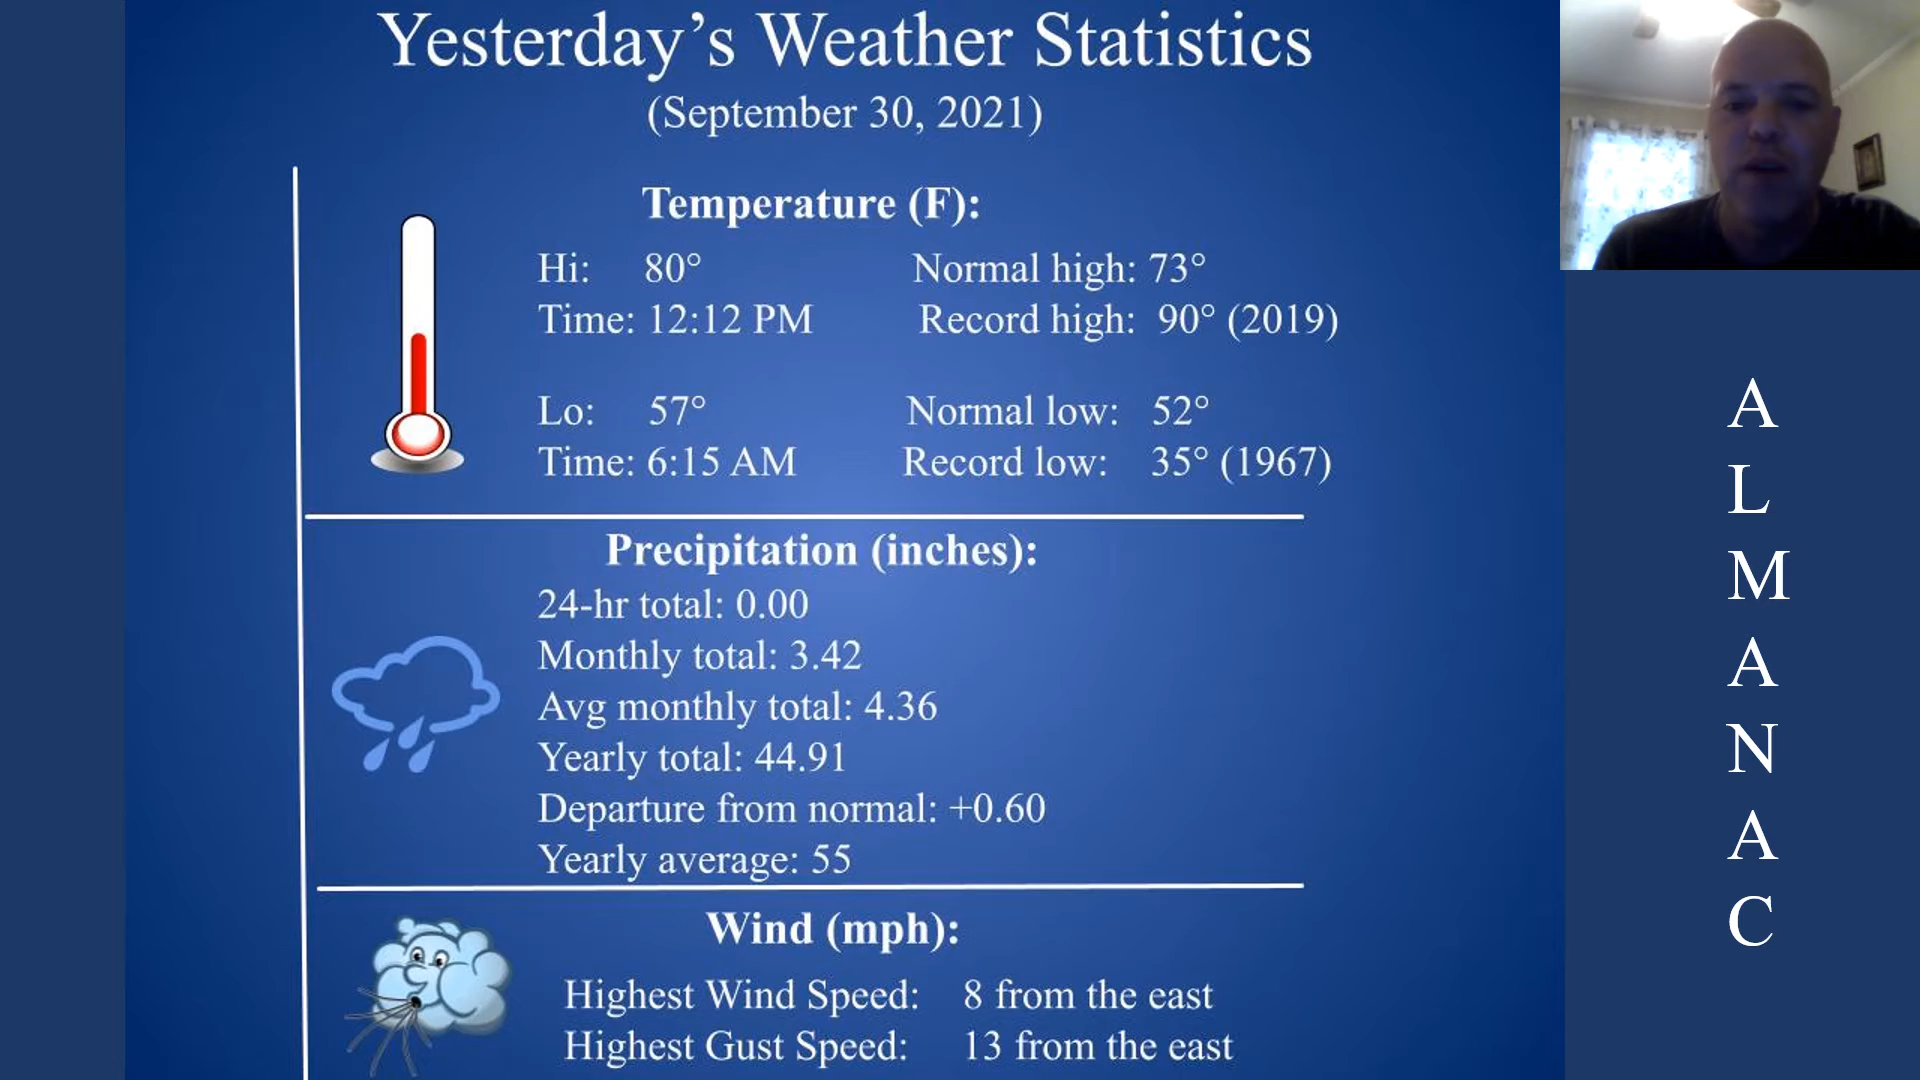 Yesterday’s Weather Statistics
(September 30, 2021)
Temperature (F):
Hi: 80° Normal high: 73°
Time: 12:12 PM Record high: 90° (2019)
Lo: 57° Normal low: 52°
Time: 6:15 AM Record low: 35° (1967)
Precipitation (inches):
24-hr total: 0.00
Monthly total: 3.42
Avg monthly total: 4.36
Yearly total: 44.91
Departure from normal: +0.60
Yearly average: 55
Wind (mph):
Highest Wind Speed: 8 from the east
Highest Gust Speed: 13 from the east
A
L
M
A
N
A
C